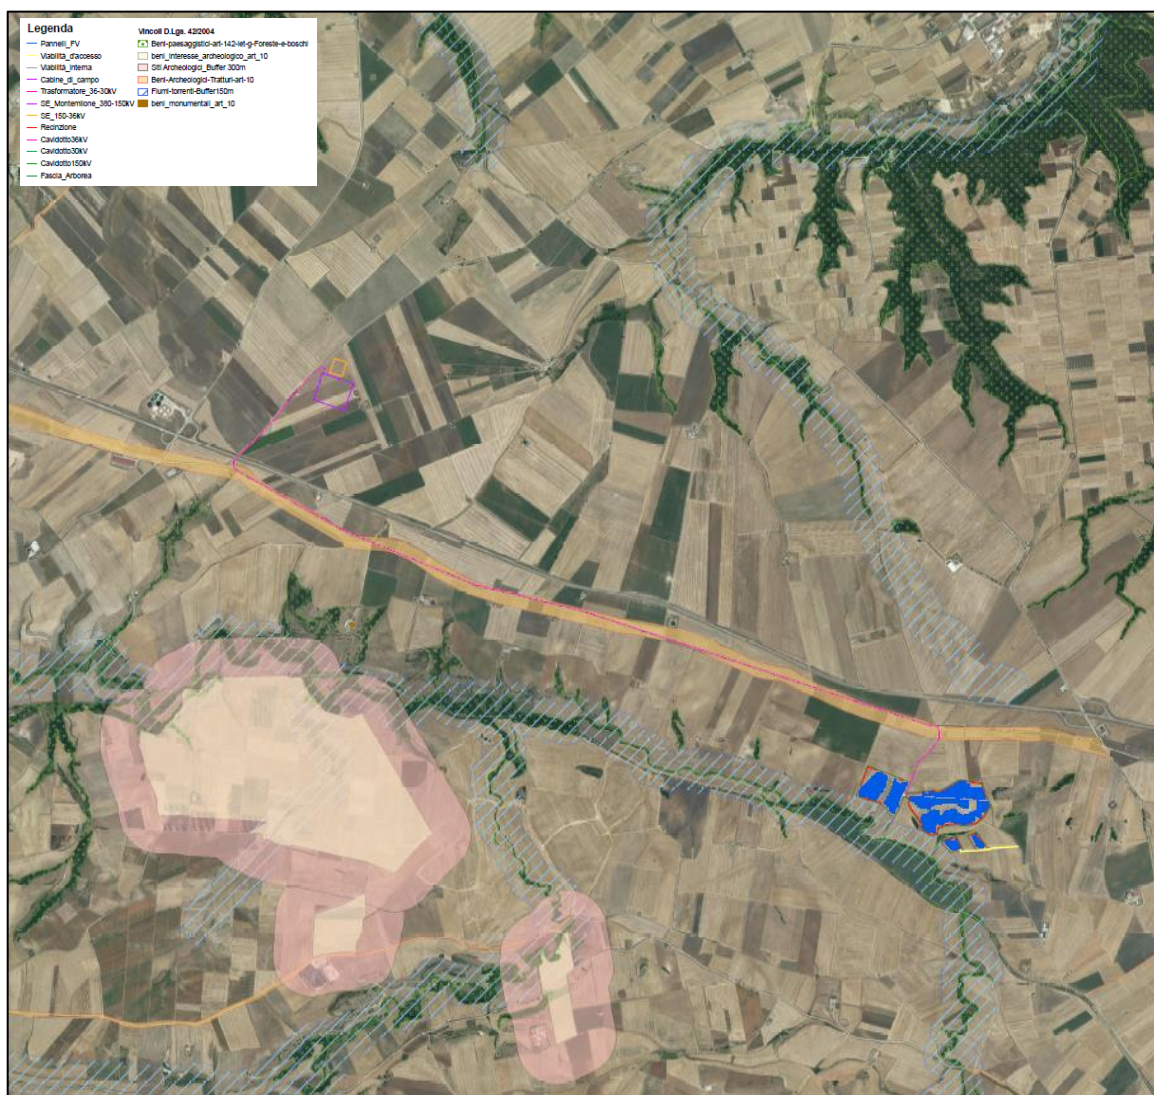 Legenda
Pannelli_FV
Viabilità_d'accesso
Viabilità_Interna
Cabine_di_campo
Trasformatore_36-30kV
SE_Montemilone_380-150kV
SE_150-36kV
Recinzione
Cavidotto36kV
Cavidotto30kV
Cavidotto150kV
Fascia_Arborea
Vincoli D.Lgs. 42/2004
Beni-paesaggistici-art-142-let-g-Foreste-e-boschi
beni_interesse_archeologico_art_10
Siti Archeologici_Buffer 300m
Beni-Archeologici-Tratturi-art-10
Fiumi-torrenti-Buffer150m
beni_monumentali_art_10